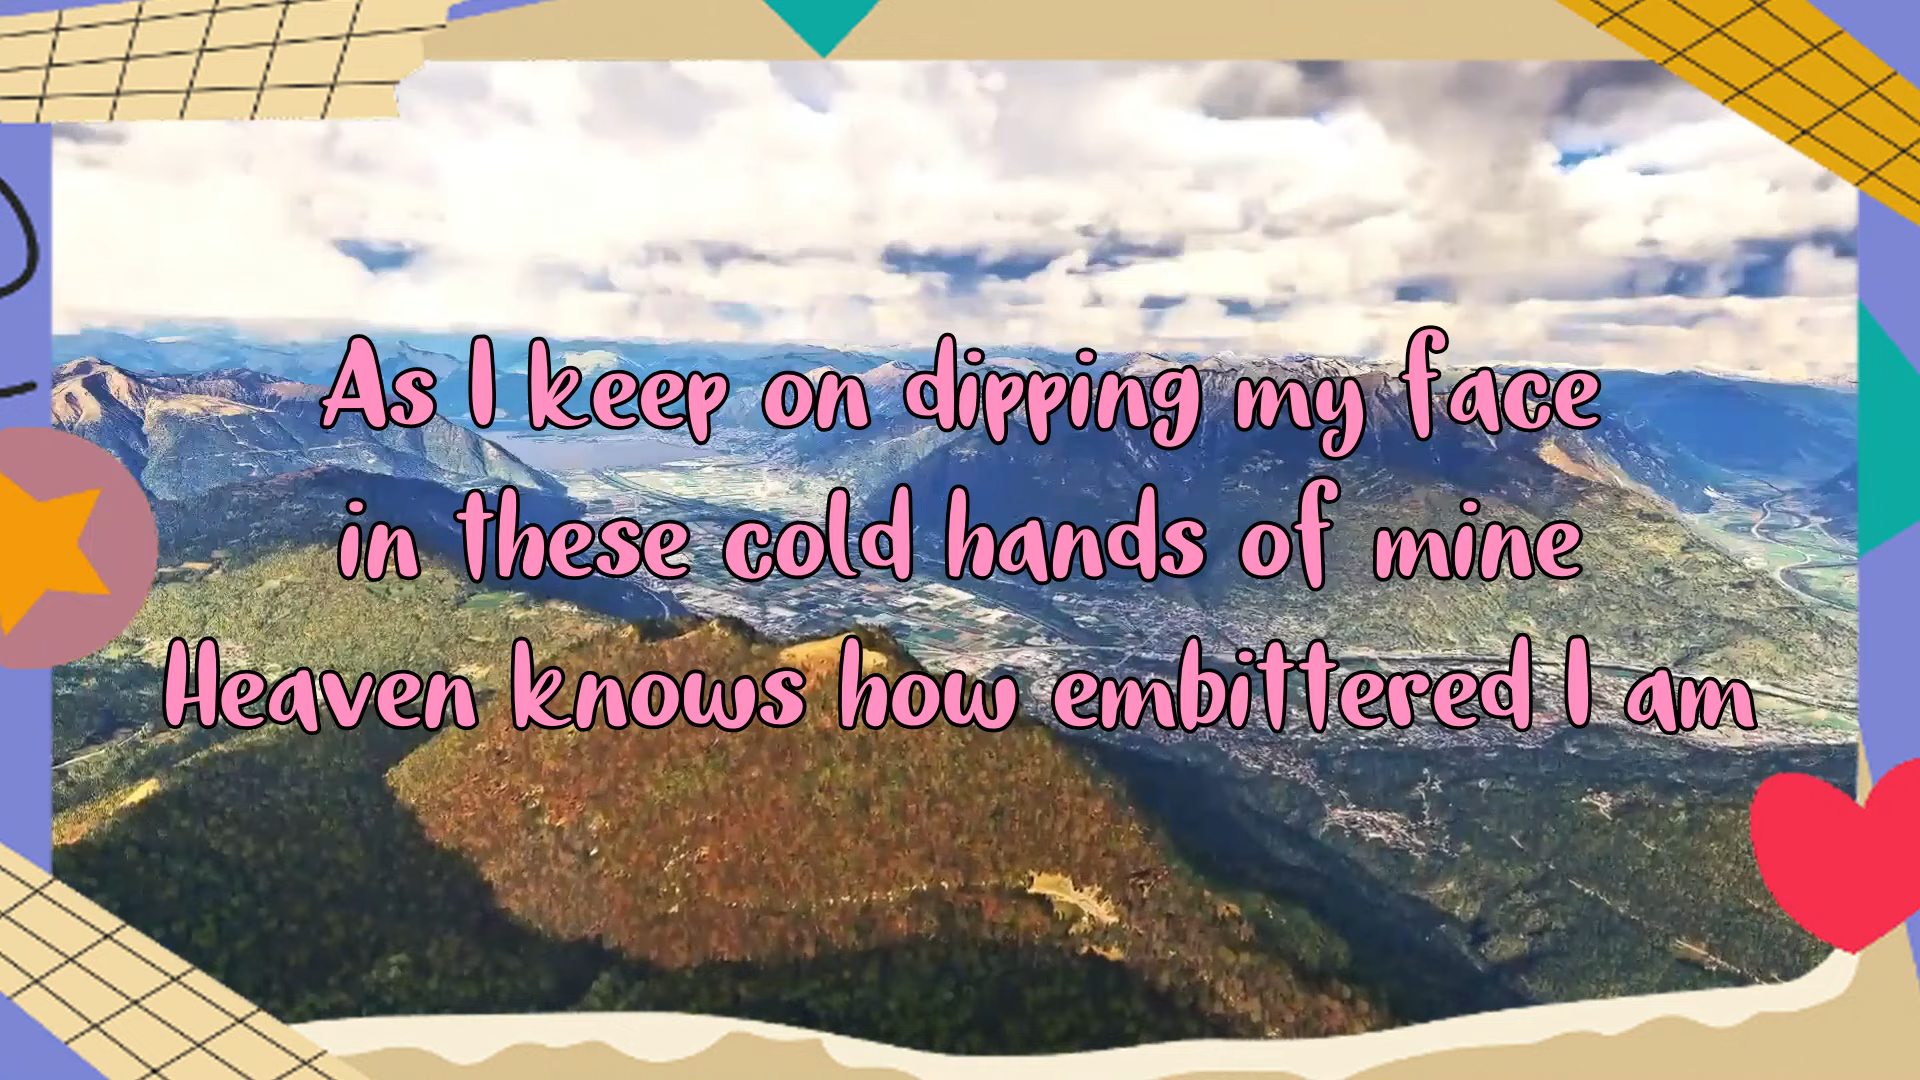 As I keep on dipping my face
in these cold hands of mine
Heaven knows how embittered I am